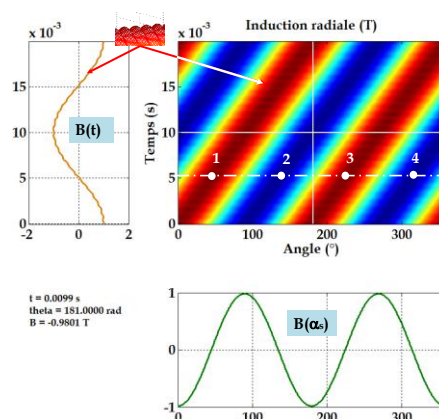 x 10⁻³
20
15
10
5
0
-2
0
2
B(t)
Induction radiale (T)
x 10⁻³
20
15
10
5
0
Temps (s)
1
2
3
4
0
100
200
300
Angle (°)
t = 0.0099 s
theta = 181.0000 rad
B = -0.9801 T
1
0
-1
B(αₛ)
0
100
200
300